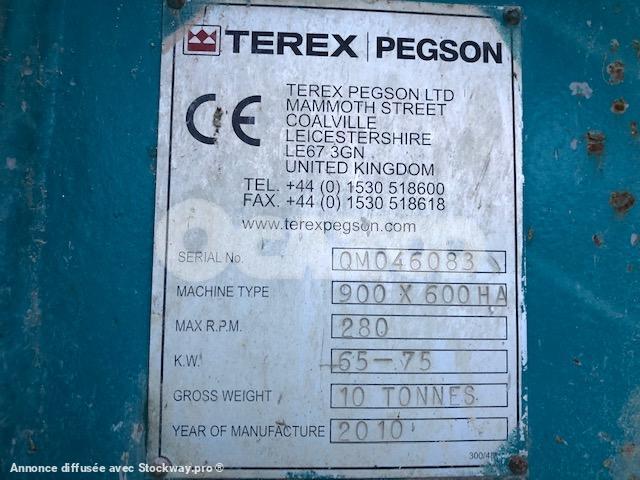 TEREX | PEGSON
CE
TEREX PEGSON LTD
MAMMOTH STREET
COALVILLE
LEICESTERSHIRE
LE67 3GN
UNITED KINGDOM
TEL. +44 (0) 1530 518600
FAX. +44 (0) 1530 518618
www.terexpegson.com
SERIAL No. QM046083
MACHINE TYPE 900 X 600 HA
MAX R.P.M. 280
K.W. 65-75
GROSS WEIGHT 10 TONNES
YEAR OF MANUFACTURE 2010
Annonce diffusée avec Stockway.pro ®